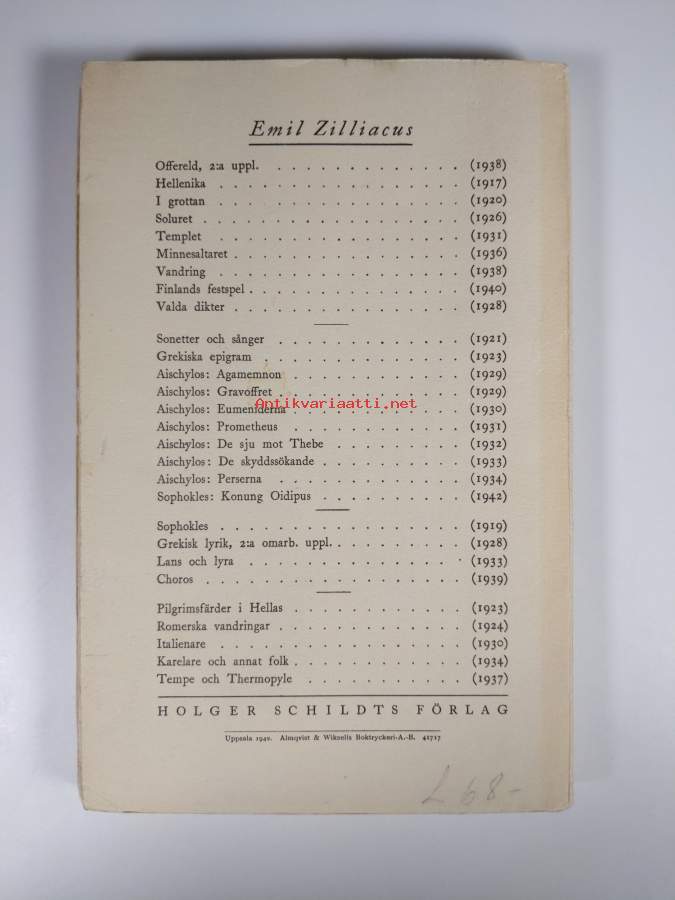 Emil Zilliacus
Offereld, 2:a uppl. . . . . . . . . . . . . . (1938)
Hellenika . . . . . . . . . . . . . . . . . (1917)
I grottan . . . . . . . . . . . . . . . . . (1920)
Soluret . . . . . . . . . . . . . . . . . . (1926)
Templet . . . . . . . . . . . . . . . . . (1931)
Minnesaltaret . . . . . . . . . . . . . . . . (1936)
Vandring . . . . . . . . . . . . . . . . . (1938)
Finlands festspel . . . . . . . . . . . . . . . (1940)
Valda dikter . . . . . . . . . . . . . . . . (1928)
Sonetter och sånger . . . . . . . . . . . . . (1921)
Grekiska epigram . . . . . . . . . . . . . . (1923)
Aischylos: Agamemnon . . . . . . . . . . . . (1929)
Aischylos: Gravoffret . . . . . . . . . . . . . (1929)
Antikvariaatti.net
Aischylos: Eumeniderna . . . . . . . . . . . . (1930)
Aischylos: Prometheus . . . . . . . . . . . . (1931)
Aischylos: De sju mot Thebe . . . . . . . . . (1932)
Aischylos: De skyddssökande . . . . . . . . . . (1933)
Aischylos: Perserna . . . . . . . . . . . . . (1934)
Sophokles: Konung Oidipus . . . . . . . . . . (1942)
Sophokles . . . . . . . . . . . . . . . . . (1919)
Grekisk lyrik, 2:a omarb. uppl. . . . . . . . . . (1928)
Lans och lyra . . . . . . . . . . . . . . . (1933)
Choros . . . . . . . . . . . . . . . . . . (1939)
Pilgrimsfärder i Hellas . . . . . . . . . . . . (1923)
Romerska vandringar . . . . . . . . . . . . . (1924)
Italienare . . . . . . . . . . . . . . . . . (1930)
Karelare och annat folk . . . . . . . . . . . . (1934)
Tempe och Thermopyle . . . . . . . . . . . (1937)
HOLGER SCHILDTS FÖRLAG
Uppsala 1942. Almqvist & Wiksells Boktryckeri-A.-B. 41717